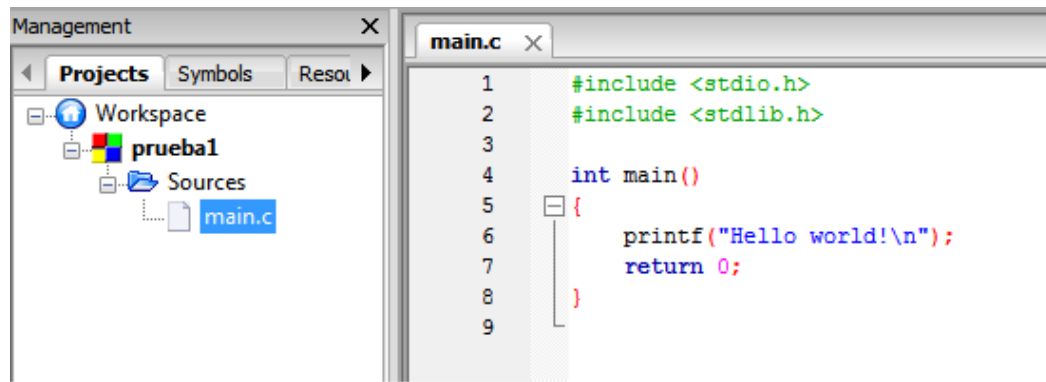 Management X
Projects Symbols Resou
Workspace
prueba1
Sources
main.c
main.c
1 #include <stdio.h>
2 #include <stdlib.h>
3
4 int main()
5 {
6 printf("Hello world!\n");
7 return 0;
8 }
9